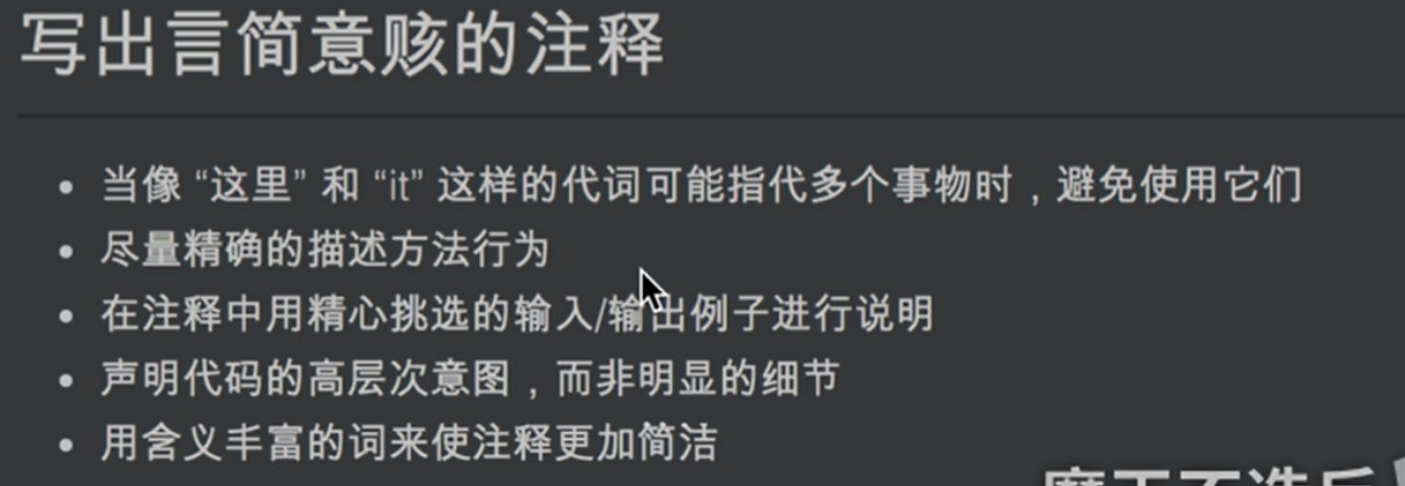 写出言简意赅的注释
• 当像 “这里” 和 “it” 这样的代词可能指代多个事物时，避免使用它们
• 尽量精确的描述方法行为
• 在注释中用精心挑选的输入/输出例子进行说明
• 声明代码的高层次意图，而非明显的细节
• 用含义丰富的词来使注释更加简洁